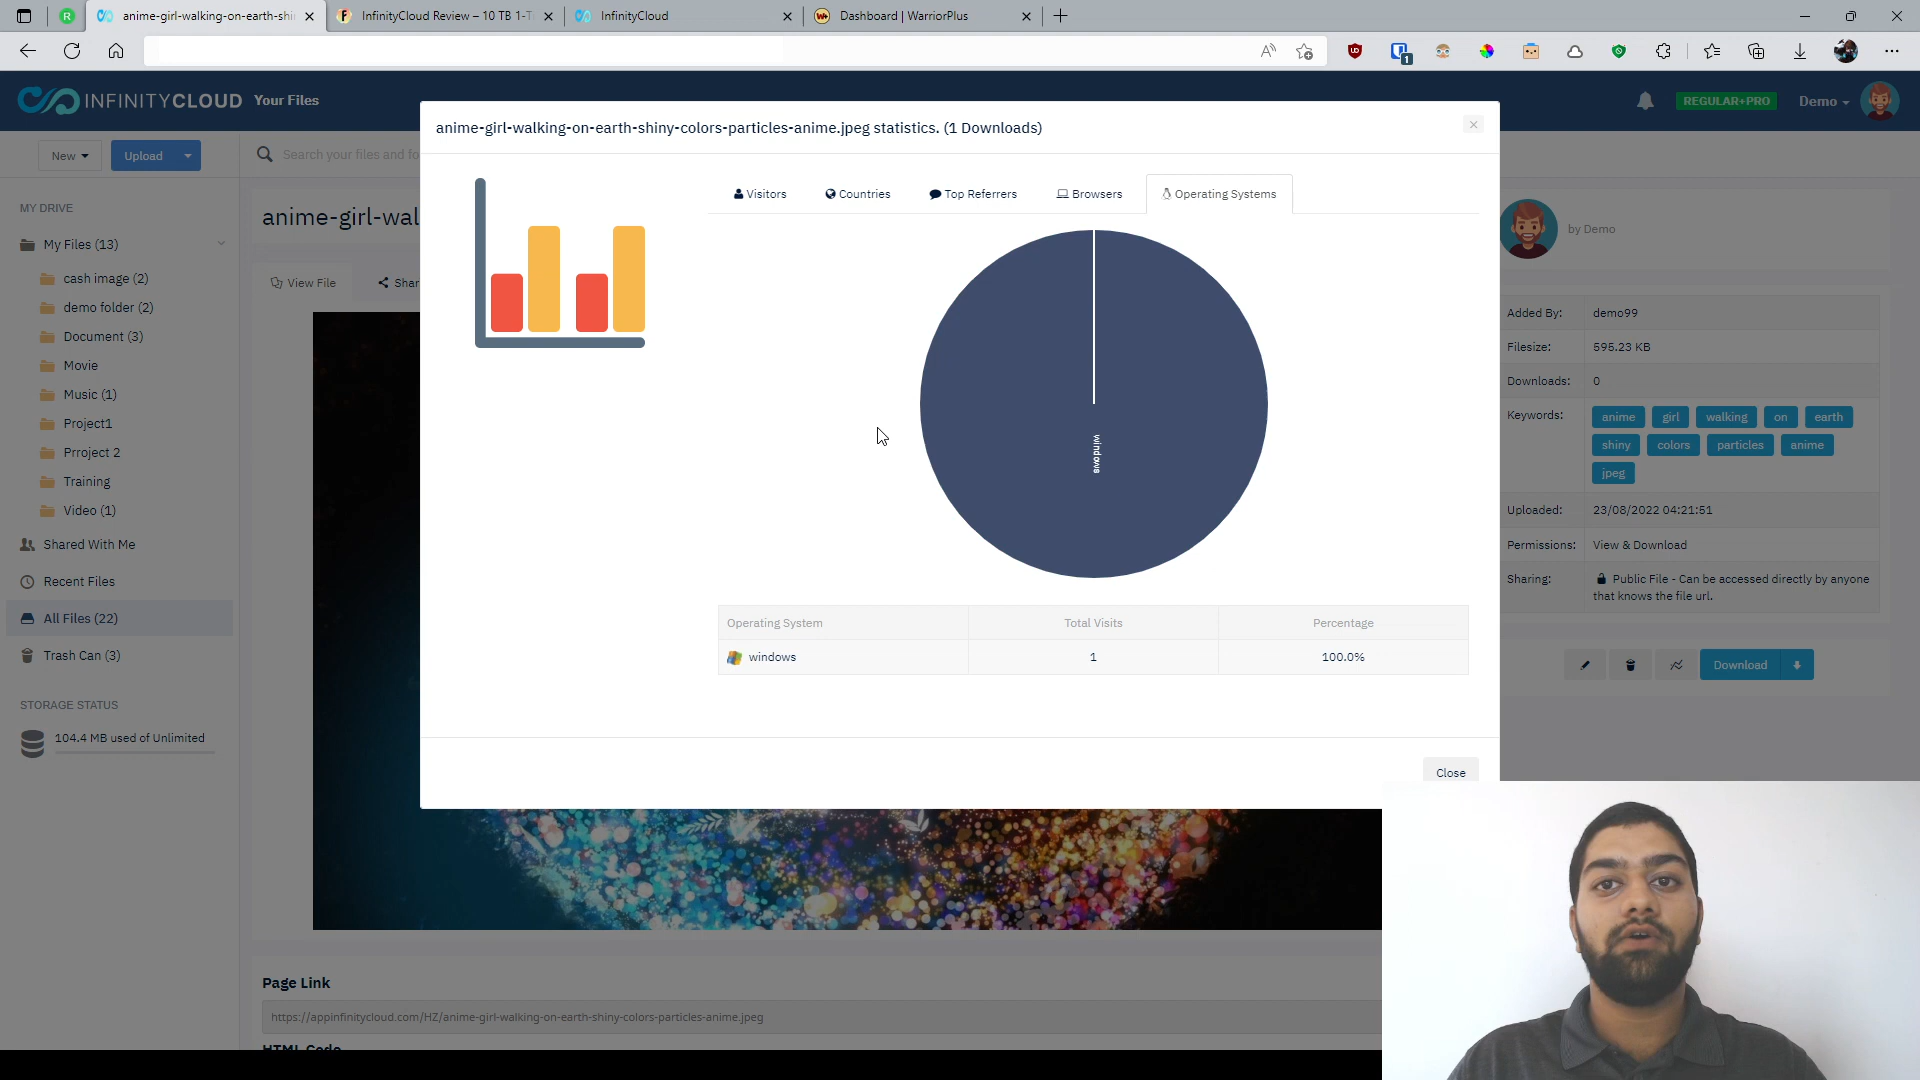 anime-girl-walking-on-earth-shi
InfinityCloud Review – 10 TB 1-T
InfinityCloud
Dashboard | WarriorPlus
INFINITYCLOUD Your Files
REGULAR+PRO
Demo
New
Upload
Search your files and fo
MY DRIVE
My Files (13)
cash image (2)
demo folder (2)
Document (3)
Movie
Music (1)
Project1
Prroject 2
Training
Video (1)
Shared With Me
Recent Files
All Files (22)
Trash Can (3)
STORAGE STATUS
104.4 MB used of Unlimited
anime-girl-wal
View File
Shar
anime-girl-walking-on-earth-shiny-colors-particles-anime.jpeg statistics. (1 Downloads)
Visitors
Countries
Top Referrers
Browsers
Operating Systems
windows
Operating System Total Visits Percentage
windows 1 100.0%
Close
by Demo
Added By: demo99
Filesize: 595.23 KB
Downloads: 0
Keywords: anime girl walking on earth
shiny colors particles anime
jpeg
Uploaded: 23/08/2022 04:21:51
Permissions: View & Download
Sharing: Public File - Can be accessed directly by anyone
that knows the file url.
Download
Page Link
https://appinfinitycloud.com/HZ/anime-girl-walking-on-earth-shiny-colors-particles-anime.jpeg
HTML Code